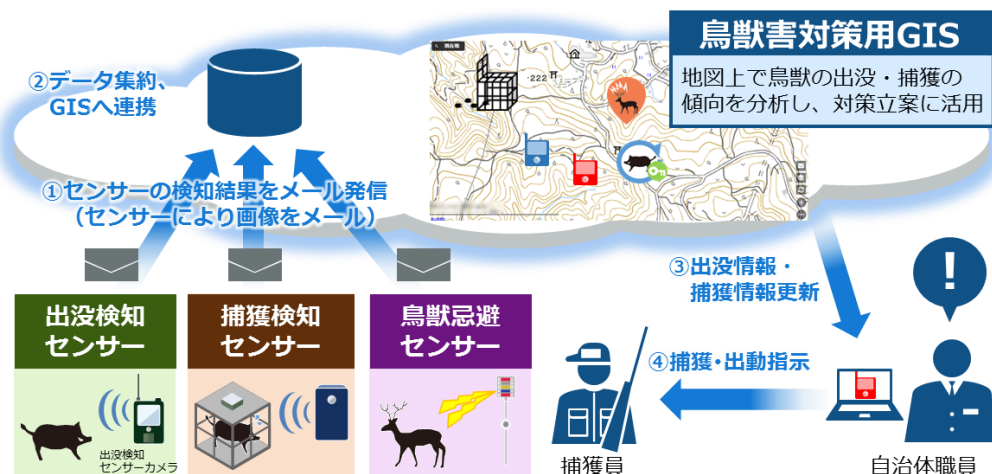 鳥獣害対策用GIS
地図上で鳥獣の出没・捕獲の
傾向を分析し、対策立案に活用
現在地
222
②データ集約、
GISへ連携
①センサーの検知結果をメール発信
（センサーにより画像をメール）
③出没情報・
捕獲情報更新
出没検知
センサー
捕獲検知
センサー
鳥獣忌避
センサー
④捕獲・出動指示
出没検知
センサーカメラ
捕獲員
自治体職員